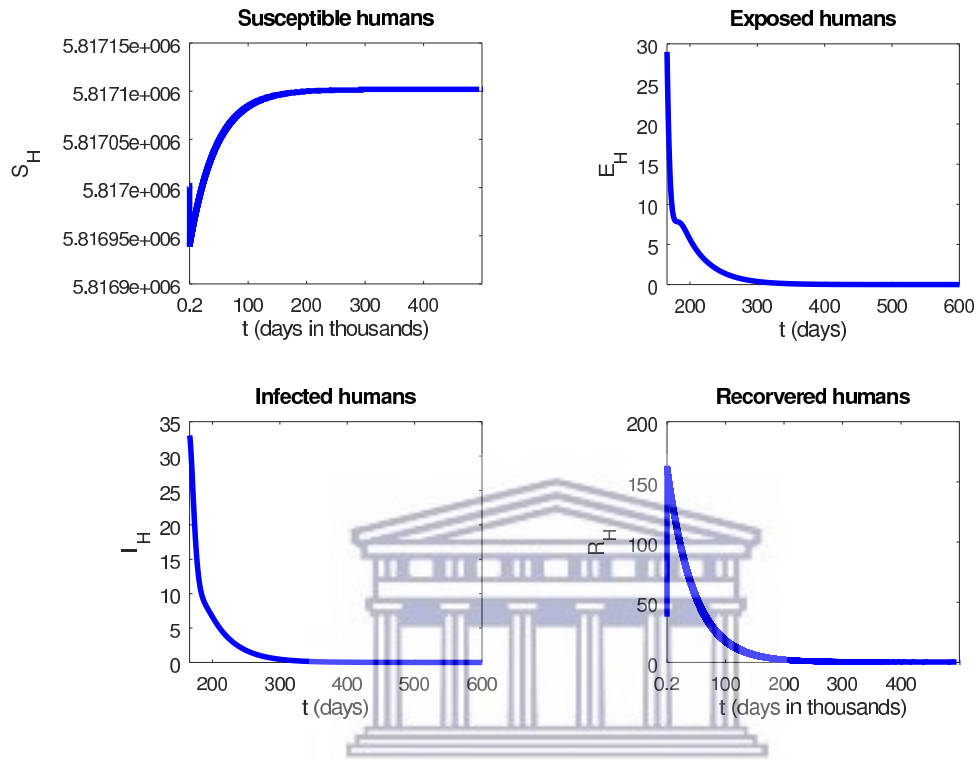 Susceptible humans
5.81715e+006
5.8171e+006
5.81705e+006
5.817e+006
5.81695e+006
5.8169e+006
S_H
0.2 100 200 300 400
t (days in thousands)
Exposed humans
30
25
20
15
10
5
0
E_H
200 300 400 500 600
t (days)
Infected humans
35
30
25
20
15
10
5
0
I_H
200 300 400 500 600
t (days)
Recorvered humans
200
150
100
50
0
R_H
0.2 100 200 300 400
t (days in thousands)